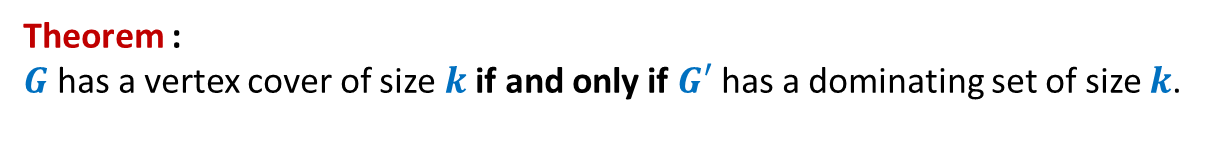 Theorem :
G has a vertex cover of size k if and only if G′ has a dominating set of size k.